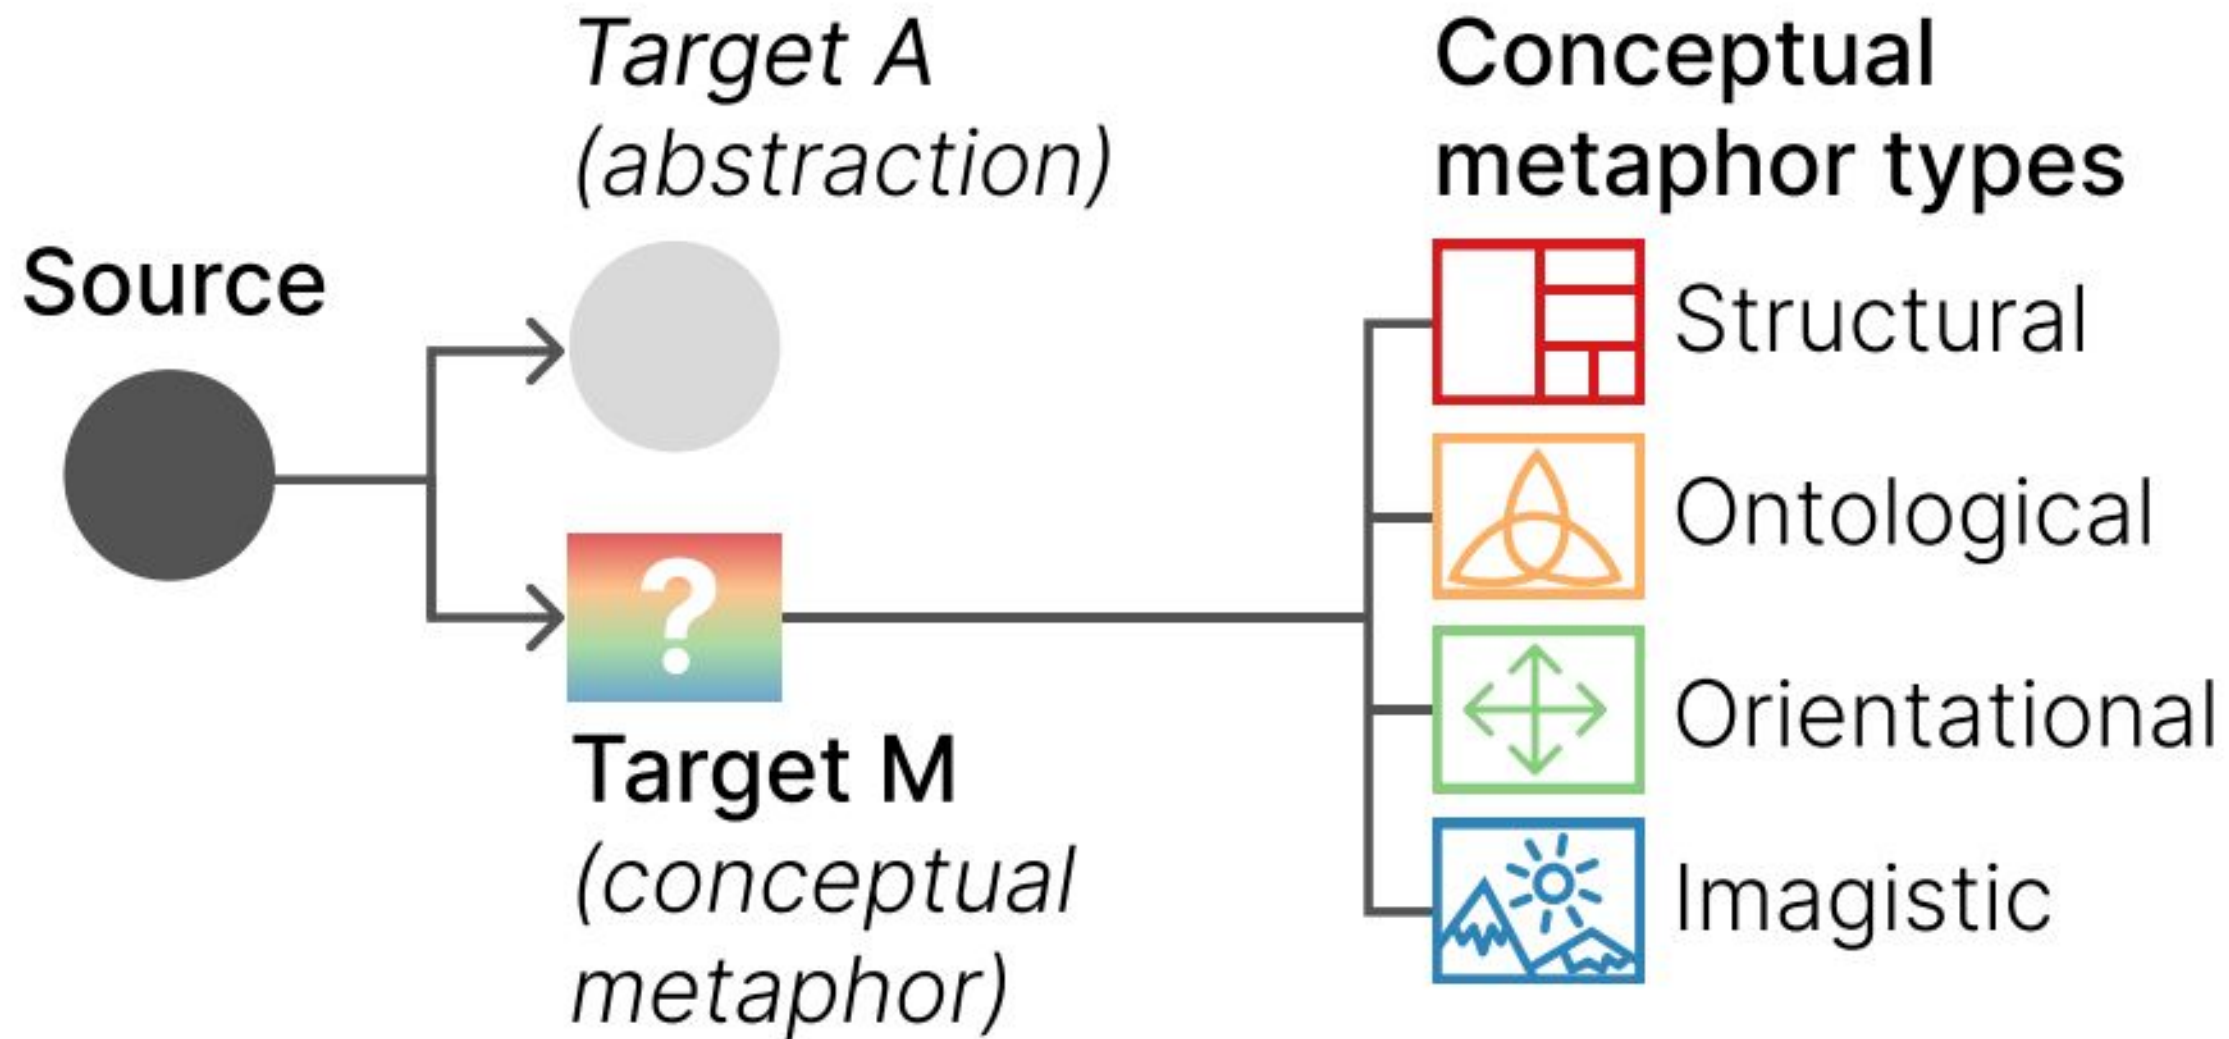 Source
Target A
(abstraction)
?
Target M
(conceptual
metaphor)
Conceptual
metaphor types
Structural
Ontological
Orientational
Imagistic